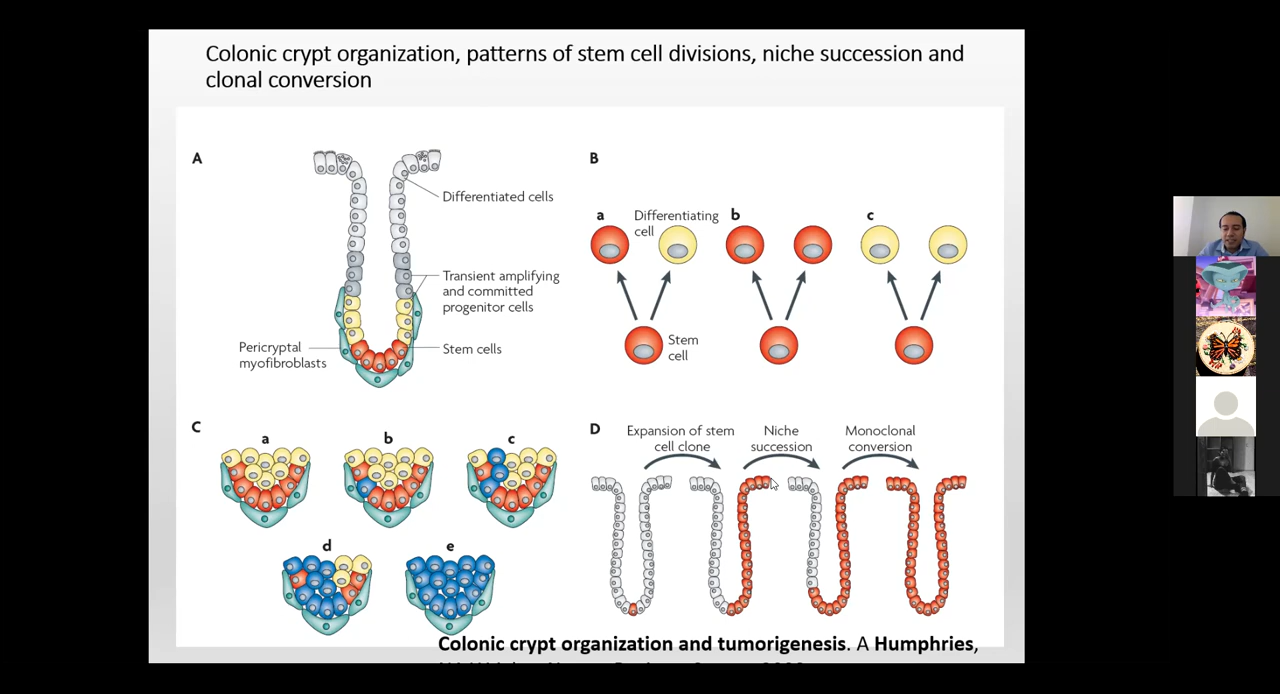 Colonic crypt organization, patterns of stem cell divisions, niche succession and
clonal conversion
A
Differentiated cells
Transient amplifying
and committed
progenitor cells
Pericryptal
myofibroblasts
Stem cells
B
a
Differentiating
cell
b
c
Stem
cell
C
a
b
c
d
e
D
Expansion of stem
cell clone
Niche
succession
Monoclonal
conversion
Colonic crypt organization and tumorigenesis. A Humphries,